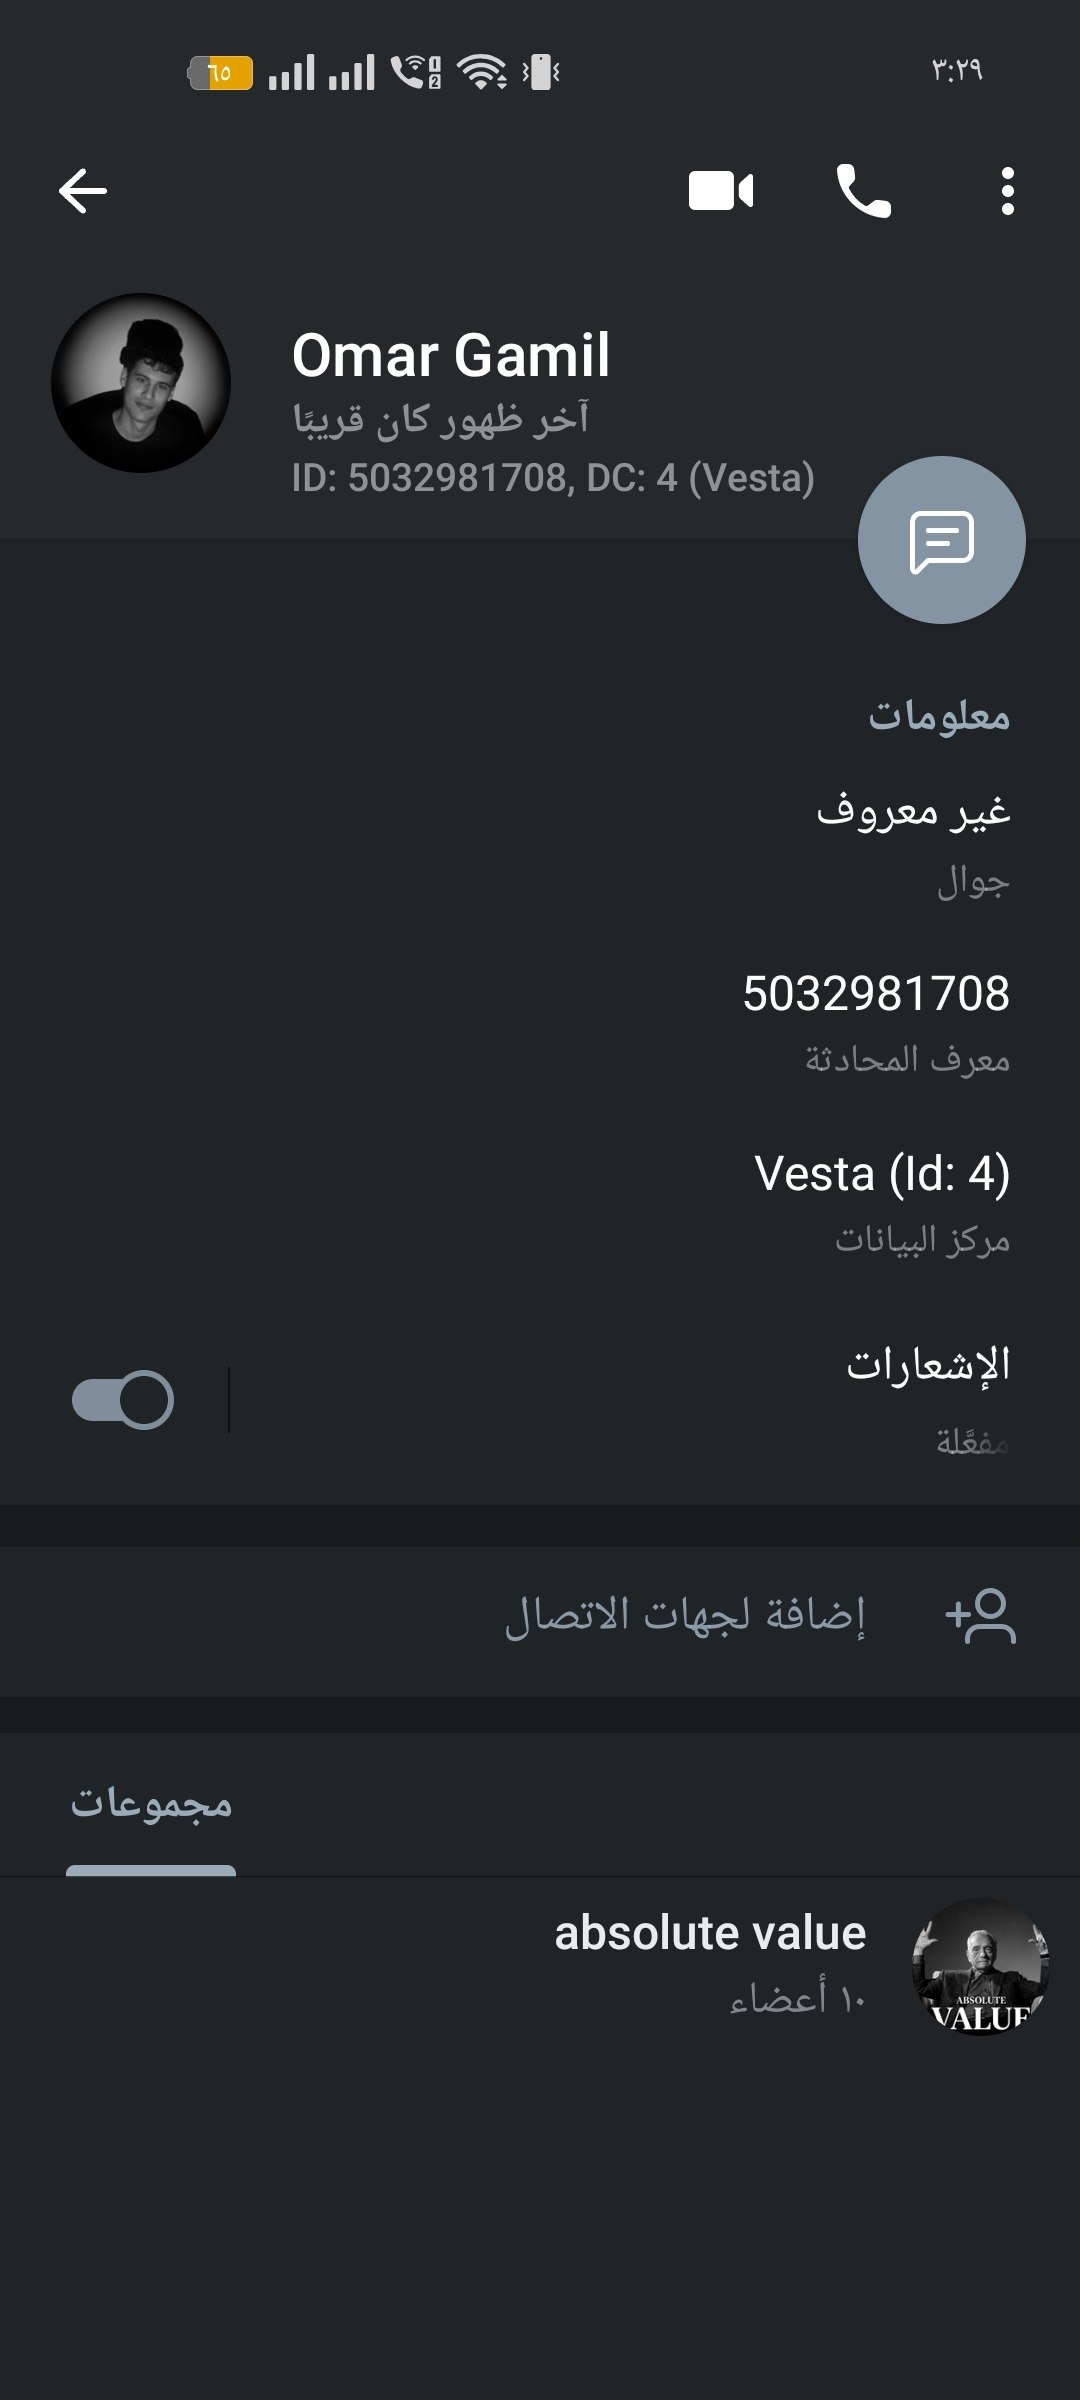 ٦٥
٣:٢٩
Omar Gamil
آخر ظهور كان قريبًا
ID: 5032981708, DC: 4 (Vesta)
معلومات
غير معروف
جوال
5032981708
معرف المحادثة
Vesta (Id: 4)
مركز البيانات
الإشعارات
مفعَّلة
إضافة لجهات الاتصال
مجموعات
absolute value
١٠ أعضاء
ABSOLUTE
VALUE